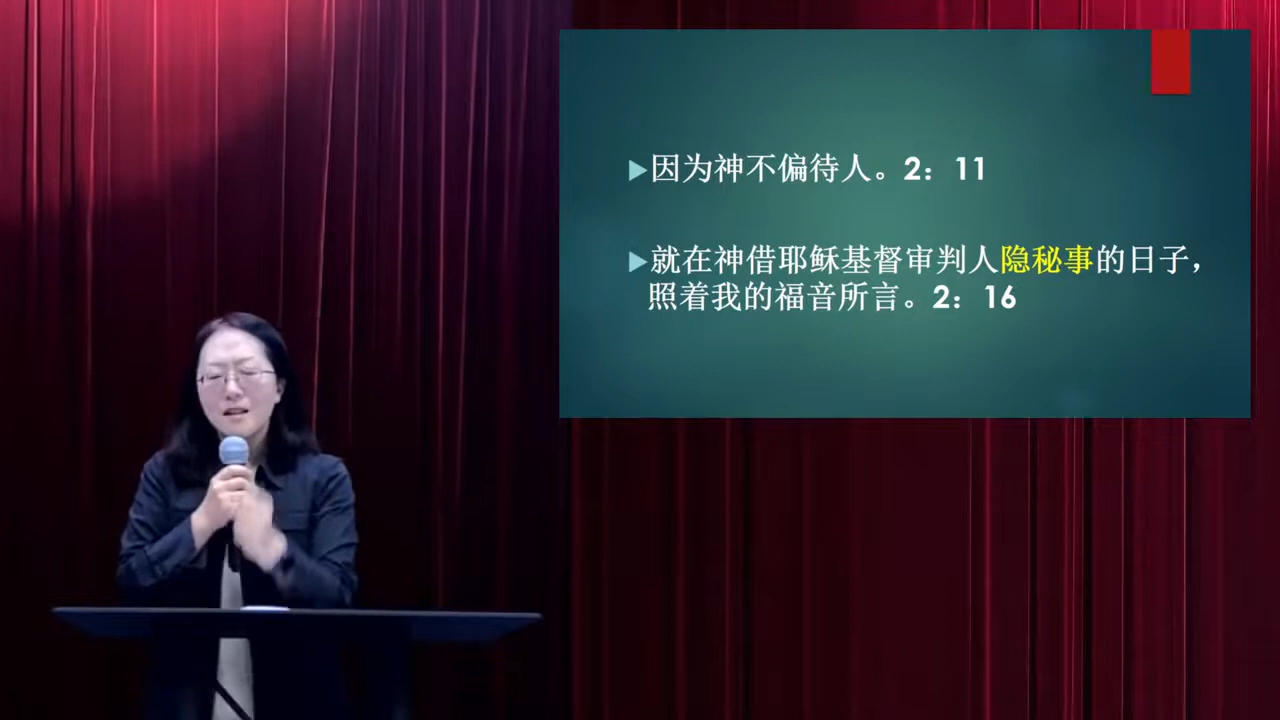 因为神不偏待人。2：11
就在神借耶稣基督审判人隐秘事的日子，
照着我的福音所言。2：16